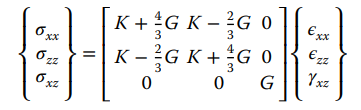 {σxx σzz σxz} = [K + 4/3 G K − 2/3 G 0 {ϵxx
K − 2/3 G K + 4/3 G 0 ϵzz
0 0 G] γxz}